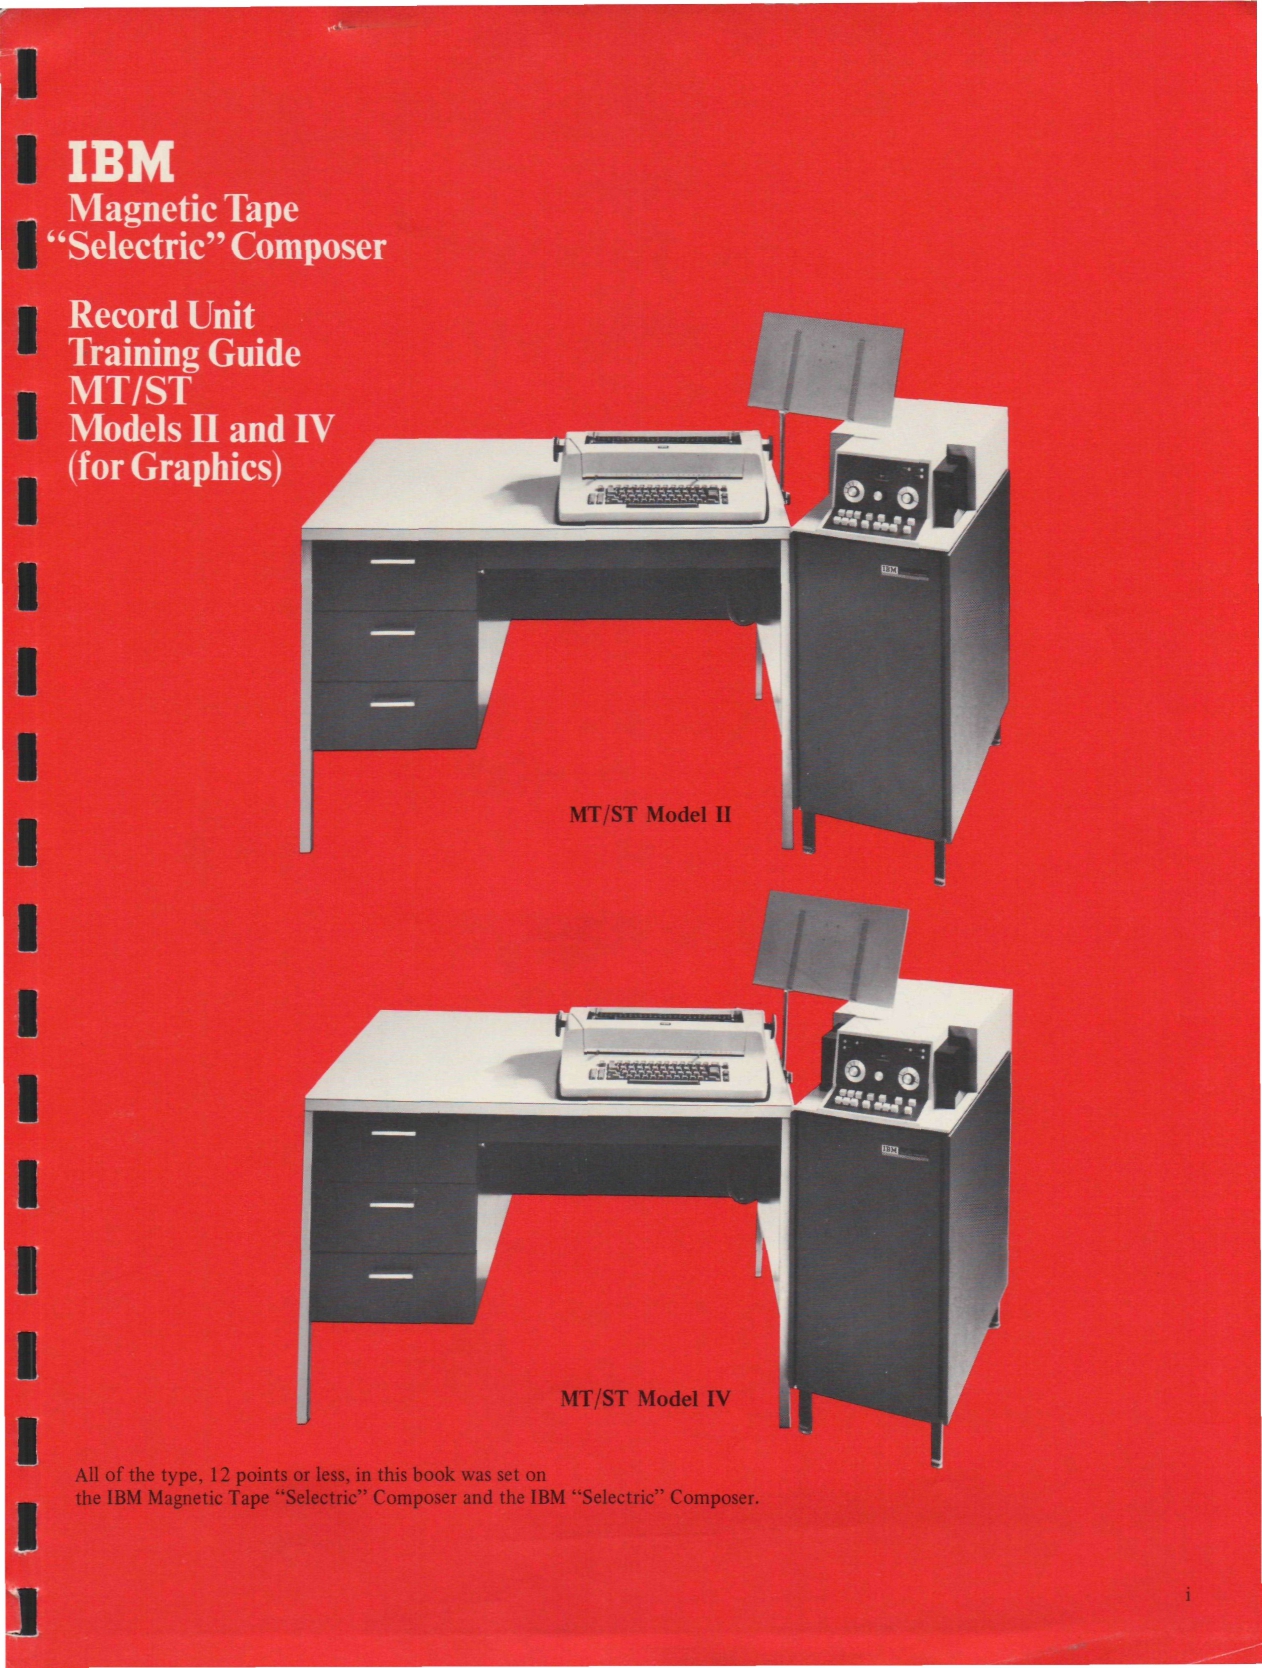 IBM
Magnetic Tape
“Selectric” Composer
Record Unit
Training Guide
MT/ST
Models II and IV
(for Graphics)
IBM
MT/ST Model II
IBM
MT/ST Model IV
All of the type, 12 points or less, in this book was set on
the IBM Magnetic Tape “Selectric” Composer and the IBM “Selectric” Composer.
i